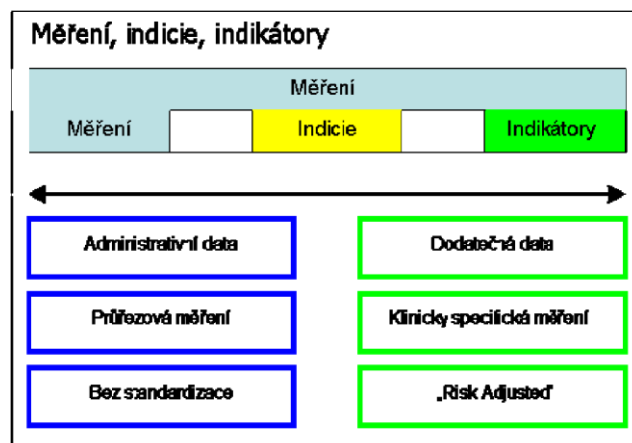 Měření, indicie, indikátory
Měření
Měření Indicie Indikátory
Administrativní data Dodatečná data
Průřezová měření Klinicky specifická měření
Bez standardizace „Risk Adjusted"